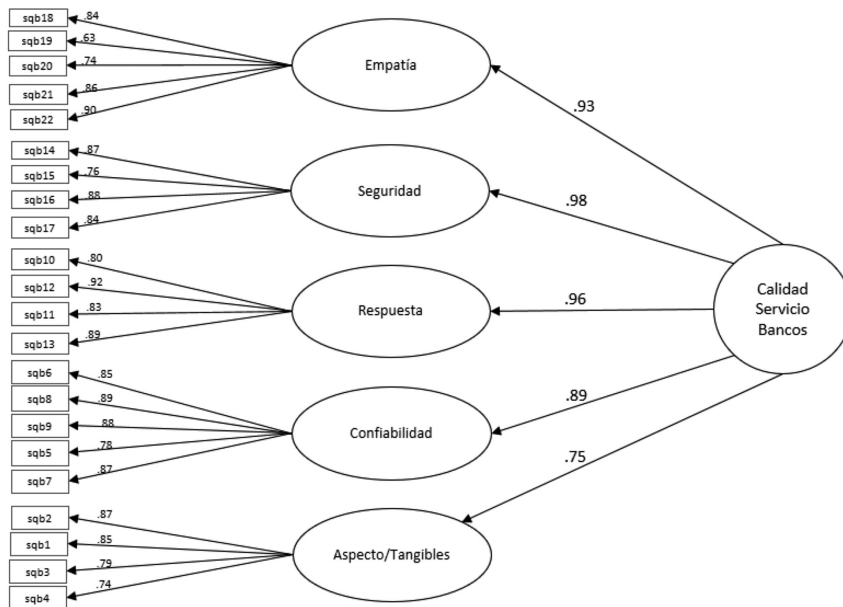 sqb18
.84
sqb19
.63
sqb20
.74
sqb21
.86
sqb22
.90
Empatía
.93
sqb14
.87
sqb15
.76
sqb16
.88
sqb17
.84
Seguridad
.98
sqb10
.80
sqb12
.92
sqb11
.83
sqb13
.89
Respuesta
.96
sqb6
.85
sqb8
.89
sqb9
.88
sqb5
.78
sqb7
.87
Confiabilidad
.89
sqb2
.87
sqb1
.85
sqb3
.79
sqb4
.74
Aspecto/Tangibles
.75
Calidad
Servicio
Bancos